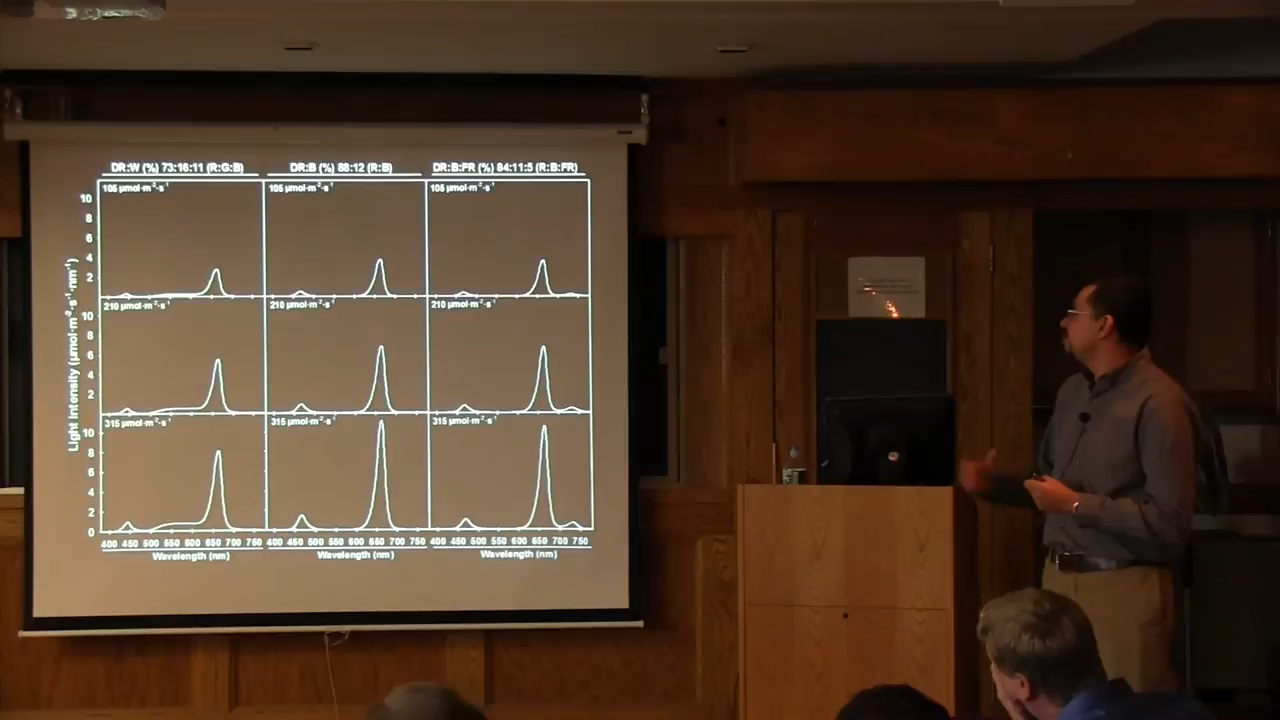 DR:W (%) 73:16:11 (R:G:B) DR:B (%) 88:12 (R:B) DR:B:FR (%) 84:11:5 (R:B:FR)
105 µmol·m⁻²·s⁻¹ 105 µmol·m⁻²·s⁻¹ 105 µmol·m⁻²·s⁻¹
10
8
6
4
2
210 µmol·m⁻²·s⁻¹ 210 µmol·m⁻²·s⁻¹ 210 µmol·m⁻²·s⁻¹
10
8
6
4
2
315 µmol·m⁻²·s⁻¹ 315 µmol·m⁻²·s⁻¹ 315 µmol·m⁻²·s⁻¹
10
8
6
4
2
0
Light Intensity (µmol·m⁻²·s⁻¹·nm⁻¹)
400 450 500 550 600 650 700 750 400 450 500 550 600 650 700 750 400 450 500 550 600 650 700 750
Wavelength (nm) Wavelength (nm) Wavelength (nm)